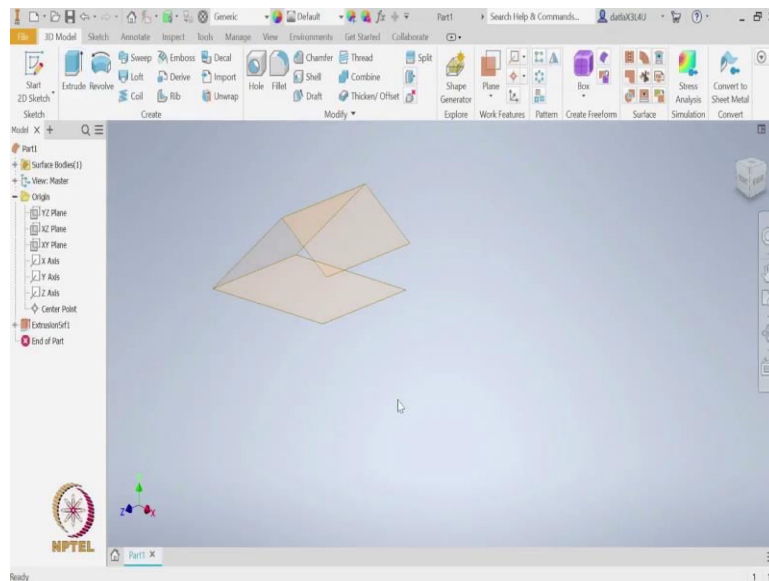 Generic Default Part1 Search Help & Commands... datlaX3L4U
File 3D Model Sketch Annotate Inspect Tools Manage View Environments Get Started Collaborate
Sweep Emboss Decal Chamfer Thread Split
Start 2D Sketch Extrude Revolve Loft Derive Import Hole Fillet Shell Combine Shape Generator Plane Box Stress Analysis Convert to Sheet Metal
Coil Rib Unwrap Draft Thicken/ Offset
Sketch Create Modify Explore Work Features Pattern Create Freeform Surface Simulation Convert
Model X +
Part1
Surface Bodies(1)
View: Master
Origin
YZ Plane
XZ Plane
XY Plane
X Axis
Y Axis
Z Axis
Center Point
ExtrusionSrf1
End of Part
Z X
NPTEL
Part1 X
Ready 1